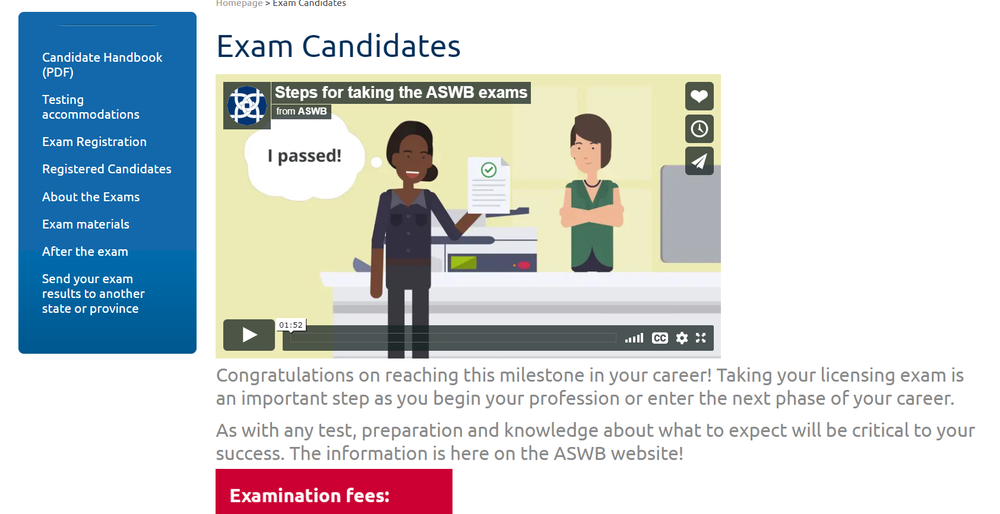 Homepage > Exam Candidates
Candidate Handbook
(PDF)
Testing
accommodations
Exam Registration
Registered Candidates
About the Exams
Exam materials
After the exam
Send your exam
results to another
state or province
Exam Candidates
Steps for taking the ASWB exams
from ASWB
I passed!
01:52
CC
Congratulations on reaching this milestone in your career! Taking your licensing exam is
an important step as you begin your profession or enter the next phase of your career.
As with any test, preparation and knowledge about what to expect will be critical to your
success. The information is here on the ASWB website!
Examination fees: